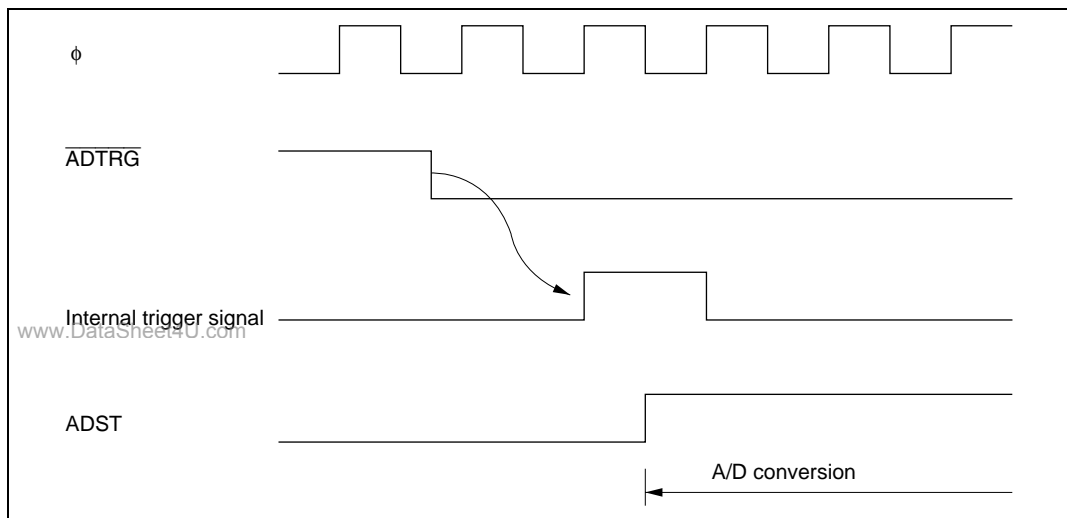 ϕ
ADTRG
Internal trigger signal
www.DataSheet4U.com
ADST
A/D conversion